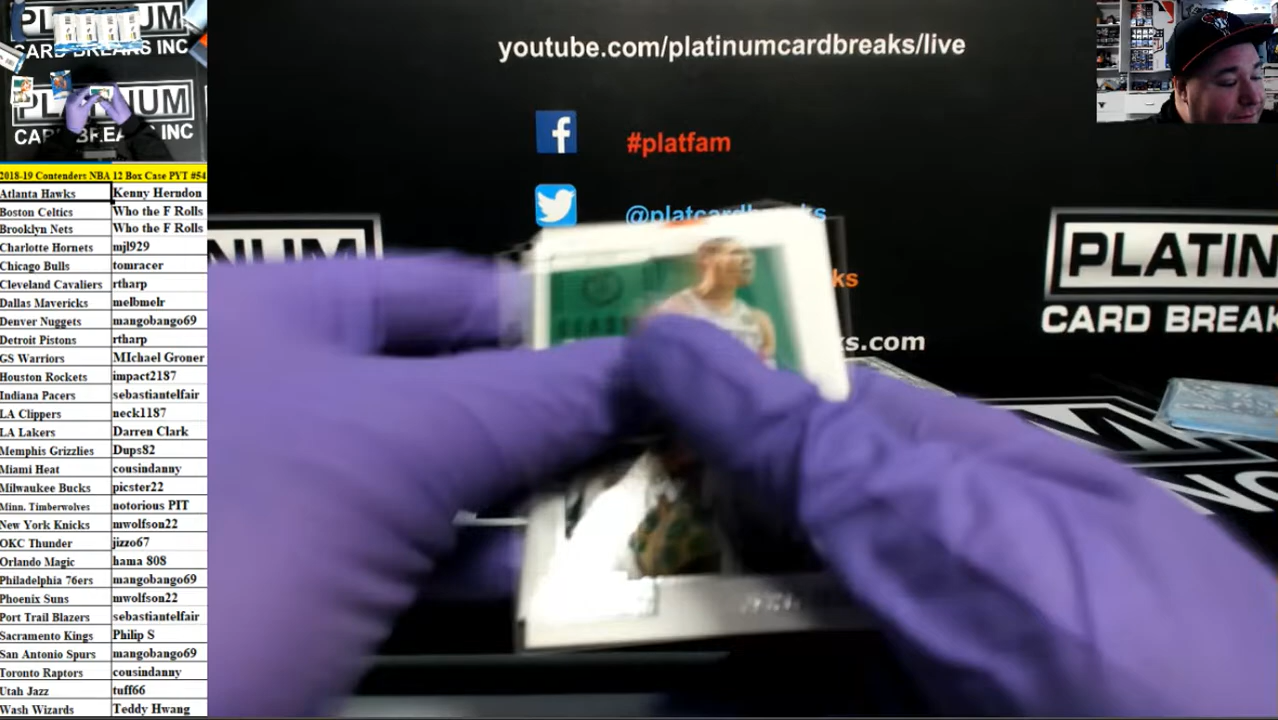 PLATINUM
CARD BREAKS INC
PLATINUM
CARD BREAKS INC
youtube.com/platinumcardbreaks/live
#platfam
@platcardbreaks
ks
s.com
NUM
PLATIN
CARD BREAK
2018-19 Contenders NBA 12 Box Case PYT #54
Atlanta Hawks Kenny Herndon
Boston Celtics Who the F Rolls
Brooklyn Nets Who the F Rolls
Charlotte Hornets mjl929
Chicago Bulls tomracer
Cleveland Cavaliers rtharp
Dallas Mavericks melbmelr
Denver Nuggets mangobango69
Detroit Pistons rtharp
GS Warriors MIchael Groner
Houston Rockets impact2187
Indiana Pacers sebastiantelfair
LA Clippers neck1187
LA Lakers Darren Clark
Memphis Grizzlies Dups82
Miami Heat cousindanny
Milwaukee Bucks picster22
Minn. Timberwolves notorious PIT
New York Knicks mwolfson22
OKC Thunder jizzo67
Orlando Magic hama 808
Philadelphia 76ers mangobango69
Phoenix Suns mwolfson22
Port Trail Blazers sebastiantelfair
Sacramento Kings Philip S
San Antonio Spurs mangobango69
Toronto Raptors cousindanny
Utah Jazz tuff66
Wash Wizards Teddy Hwang